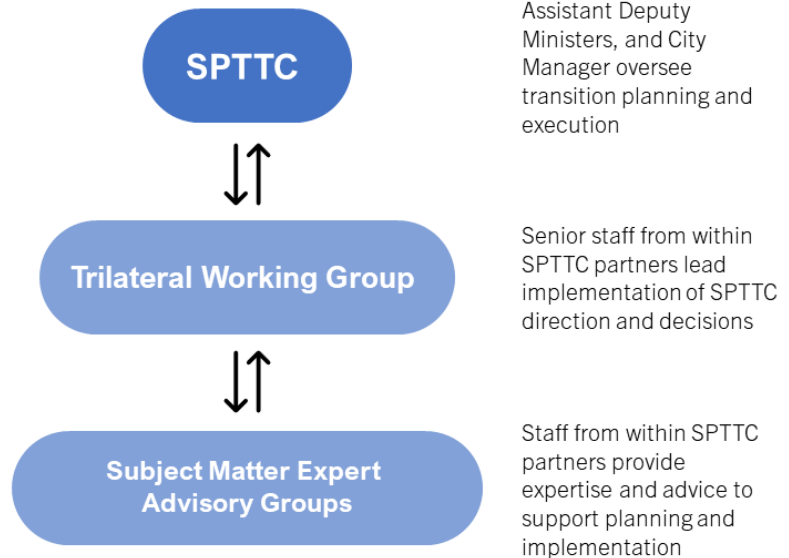 SPTTC
Assistant Deputy
Ministers, and City
Manager oversee
transition planning and
execution
Trilateral Working Group
Senior staff from within
SPTTC partners lead
implementation of SPTTC
direction and decisions
Subject Matter Expert
Advisory Groups
Staff from within SPTTC
partners provide
expertise and advice to
support planning and
implementation